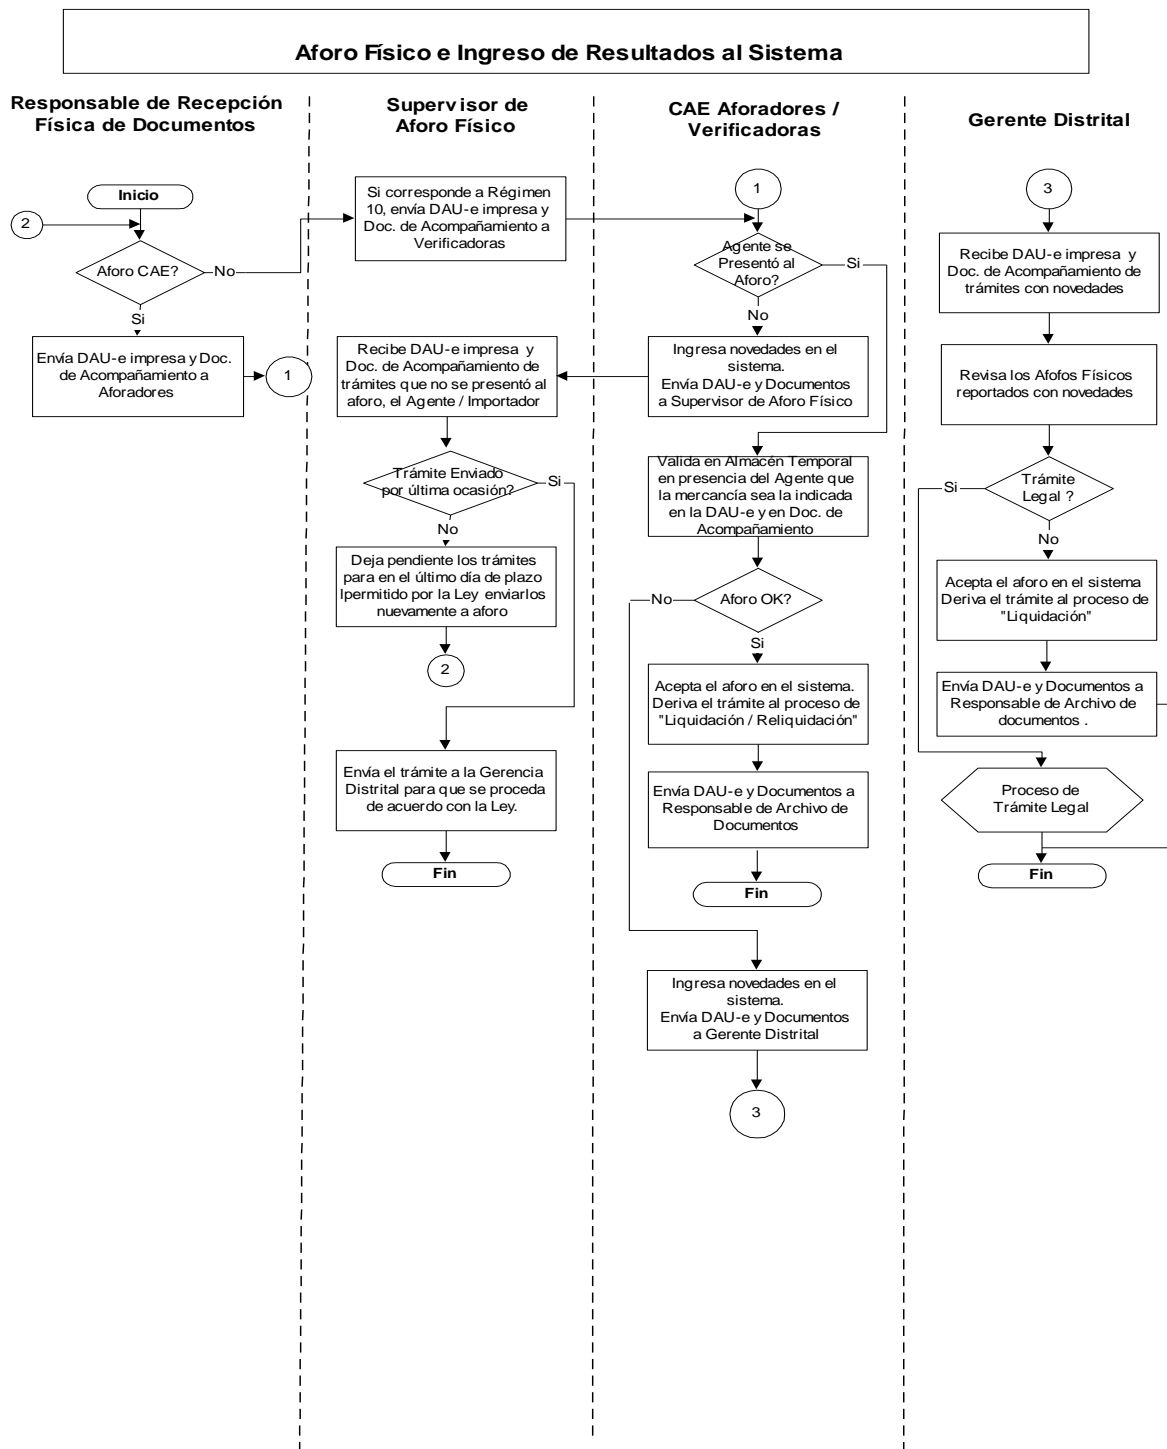 Aforo Físico e Ingreso de Resultados al Sistema
Responsable de Recepción
Física de Documentos
Inicio
2
Aforo CAE?
No
Si
Envía DAU-e impresa y Doc.
de Acompañamiento a
Aforadores
1
Supervisor de
Aforo Físico
Si corresponde a Régimen
10, envía DAU-e impresa y
Doc. de Acompañamiento a
Verificadoras
Recibe DAU-e impresa y
Doc. de Acompañamiento de
trámites que no se presentó al
aforo, el Agente / Importador
Trámite Enviado
por última ocasión?
Si
No
Deja pendiente los trámites
para en el último día de plazo
lpermitido por la Ley enviarlos
nuevamente a aforo
2
Envía el trámite a la Gerencia
Distrital para que se proceda
de acuerdo con la Ley.
Fin
CAE Aforadores /
Verificadoras
1
Agente se
Presentó al
Aforo?
Si
No
Ingresa novedades en el
sistema.
Envía DAU-e y Documentos
a Supervisor de Aforo Físico
Valida en Almacén Temporal
en presencia del Agente que
la mercancía sea la indicada
en la DAU-e y en Doc. de
Acompañamiento
No
Aforo OK?
Si
Acepta el aforo en el sistema.
Deriva el trámite al proceso de
"Liquidación / Reliquidación"
Envía DAU-e y Documentos a
Responsable de Archivo de
Documentos
Fin
Ingresa novedades en el
sistema.
Envía DAU-e y Documentos
a Gerente Distrital
3
Gerente Distrital
3
Recibe DAU-e impresa y
Doc. de Acompañamiento de
trámites con novedades
Revisa los Afofos Físicos
reportados con novedades
Si
Trámite
Legal ?
No
Acepta el aforo en el sistema
Deriva el trámite al proceso de
"Liquidación"
Envía DAU-e y Documentos a
Responsable de Archivo de
documentos .
Proceso de
Trámite Legal
Fin